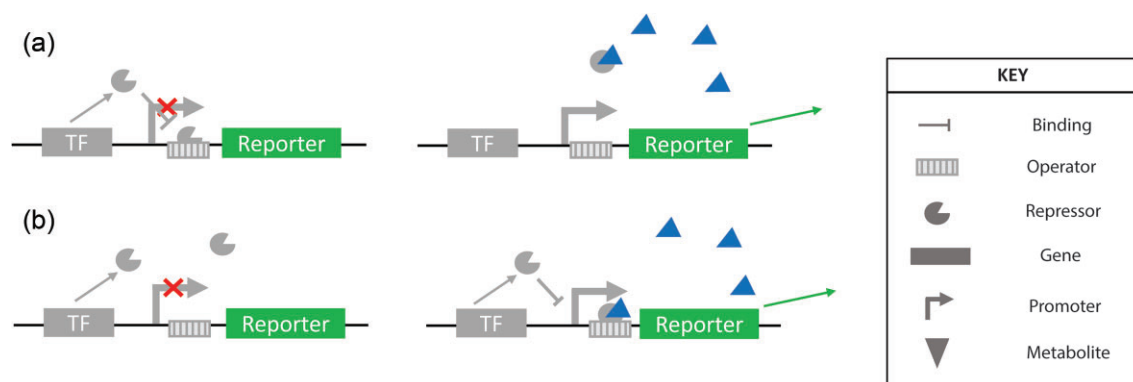 (a)
TF
Reporter
TF
Reporter
(b)
TF
Reporter
TF
Reporter
KEY
Binding
Operator
Repressor
Gene
Promoter
Metabolite